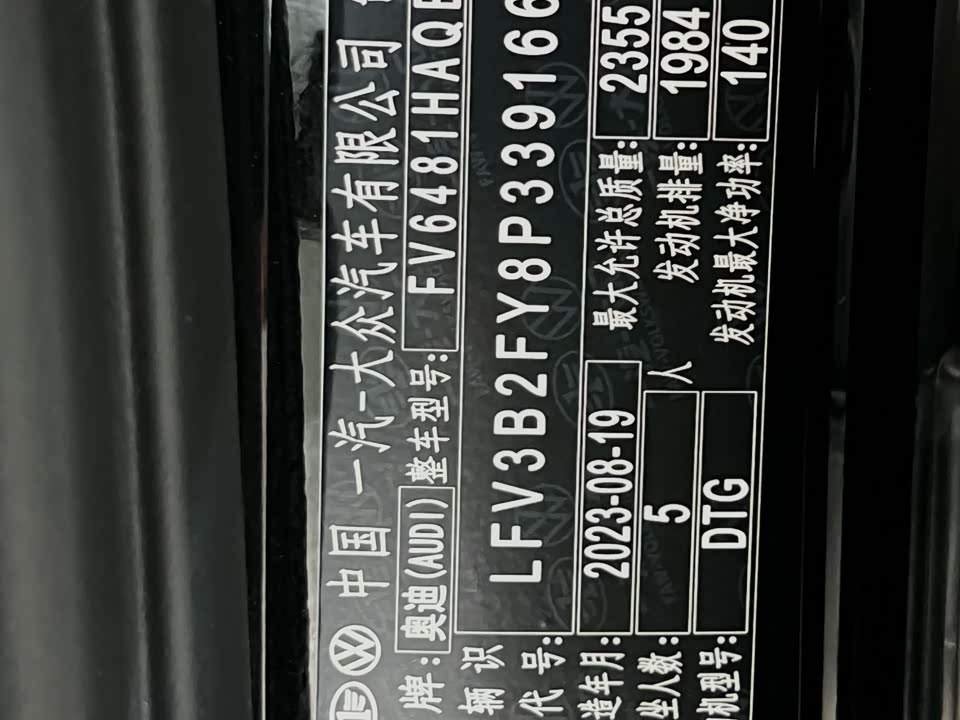 中国 一汽-大众汽车有限公司
牌: 奥迪(AUDI) 整车型号: FV6481HAQE
辆识
代号: LFV3B2FY8P339166
造年月: 2023-08-19 最大允许总质量: 2355
坐人数: 5 人 发动机排量: 1984
机型号: DTG 发动机最大净功率: 140